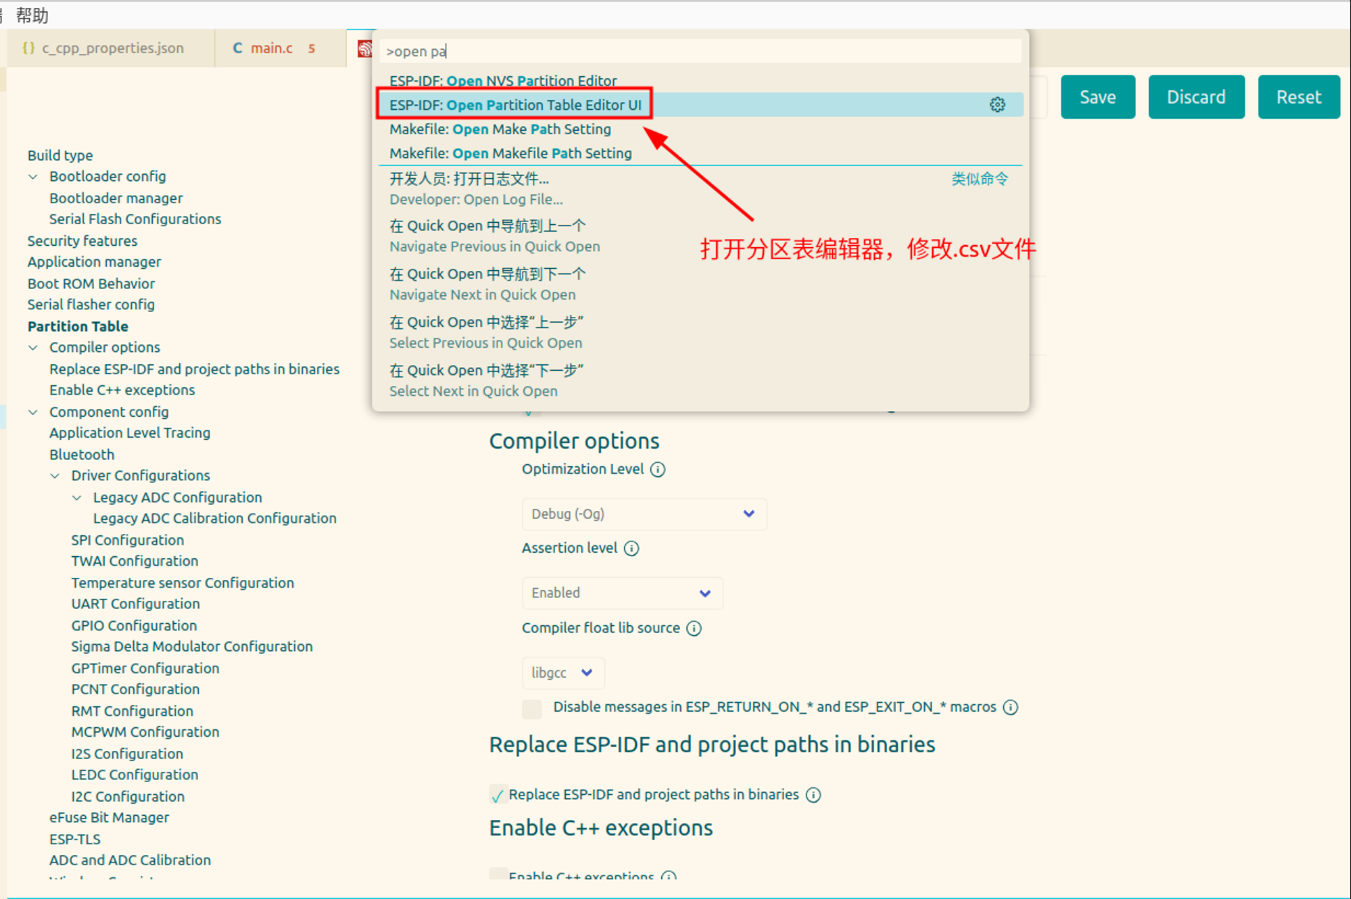 帮助
{} c_cpp_properties.json
C main.c 5
>open pa
ESP-IDF: Open NVS Partition Editor
ESP-IDF: Open Partition Table Editor UI
Makefile: Open Make Path Setting
Makefile: Open Makefile Path Setting
开发人员: 打开日志文件...
类似命令
Developer: Open Log File...
在 Quick Open 中导航到上一个
Navigate Previous in Quick Open
在 Quick Open 中导航到下一个
Navigate Next in Quick Open
在 Quick Open 中选择“上一步”
Select Previous in Quick Open
在 Quick Open 中选择“下一步”
Select Next in Quick Open
打开分区表编辑器，修改.csv文件
Save
Discard
Reset
Build type
Bootloader config
Bootloader manager
Serial Flash Configurations
Security features
Application manager
Boot ROM Behavior
Serial flasher config
Partition Table
Compiler options
Replace ESP-IDF and project paths in binaries
Enable C++ exceptions
Component config
Application Level Tracing
Bluetooth
Driver Configurations
Legacy ADC Configuration
Legacy ADC Calibration Configuration
SPI Configuration
TWAI Configuration
Temperature sensor Configuration
UART Configuration
GPIO Configuration
Sigma Delta Modulator Configuration
GPTimer Configuration
PCNT Configuration
RMT Configuration
MCPWM Configuration
I2S Configuration
LEDC Configuration
I2C Configuration
eFuse Bit Manager
ESP-TLS
ADC and ADC Calibration
Compiler options
Optimization Level
Debug (-Og)
Assertion level
Enabled
Compiler float lib source
libgcc
Disable messages in ESP_RETURN_ON_* and ESP_EXIT_ON_* macros
Replace ESP-IDF and project paths in binaries
Replace ESP-IDF and project paths in binaries
Enable C++ exceptions
Enable C++ exceptions